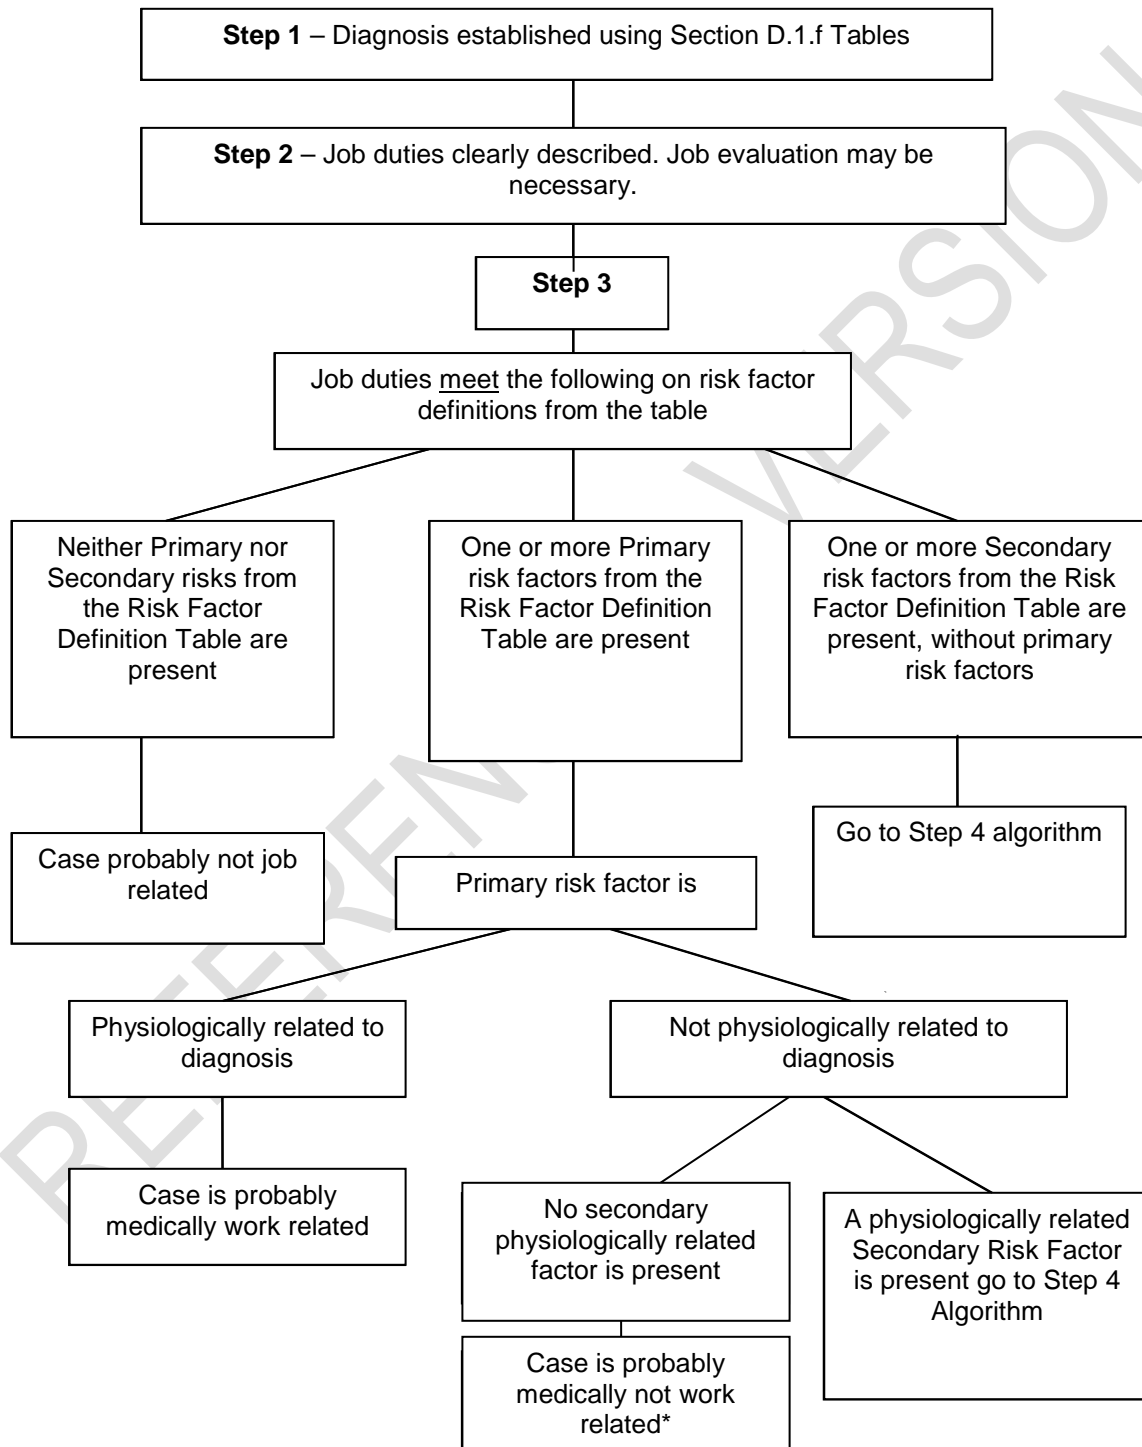 Step 1 – Diagnosis established using Section D.1.f Tables
Step 2 – Job duties clearly described. Job evaluation may be
necessary.
Step 3
Job duties meet the following on risk factor
definitions from the table
Neither Primary nor
Secondary risks from
the Risk Factor
Definition Table are
present
One or more Primary
risk factors from the
Risk Factor Definition
Table are present
One or more Secondary
risk factors from the Risk
Factor Definition Table are
present, without primary
risk factors
Case probably not job
related
Primary risk factor is
Go to Step 4 algorithm
Physiologically related to
diagnosis
Not physiologically related to
diagnosis
Case is probably
medically work related
No secondary
physiologically related
factor is present
A physiologically related
Secondary Risk Factor
is present go to Step 4
Algorithm
Case is probably
medically not work
related*
VERSION